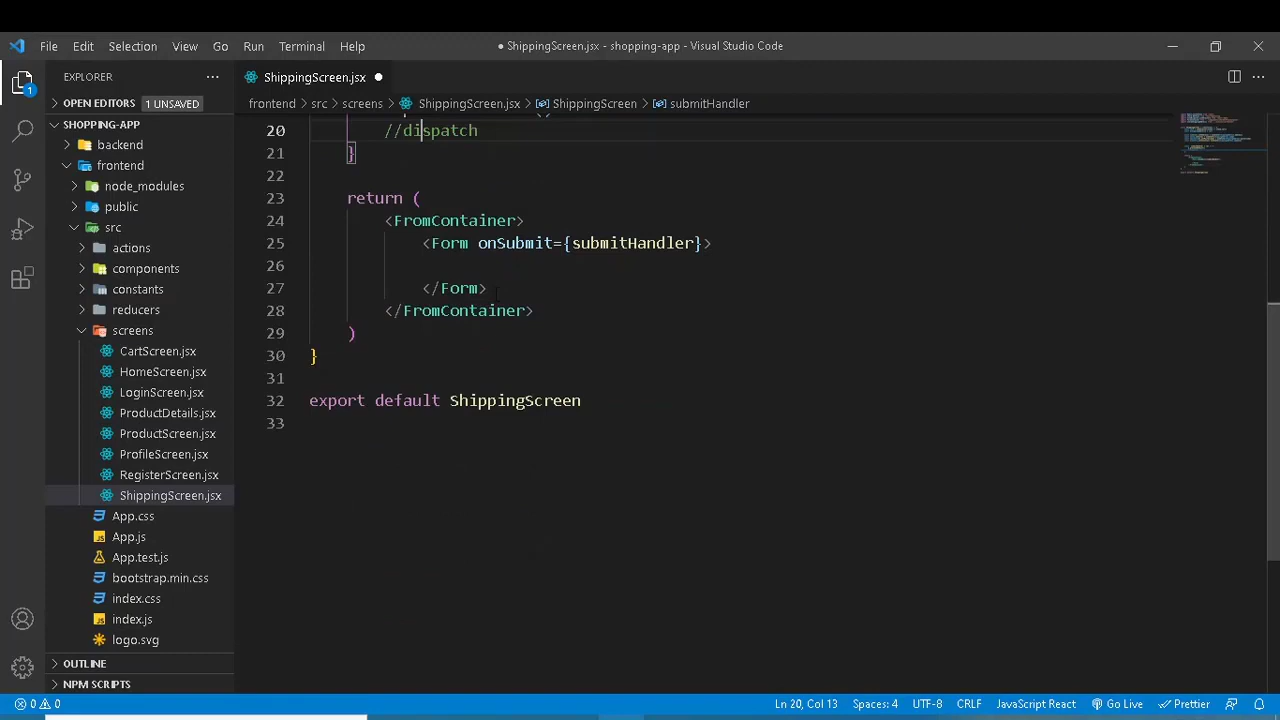 File Edit Selection View Go Run Terminal Help
● ShippingScreen.jsx - shopping-app - Visual Studio Code
1
EXPLORER ...
OPEN EDITORS 1 UNSAVED
SHOPPING-APP
backend
frontend
node_modules
public
src
actions
components
constants
reducers
screens
CartScreen.jsx
HomeScreen.jsx
LoginScreen.jsx
ProductDetails.jsx
ProductScreen.jsx
ProfileScreen.jsx
RegisterScreen.jsx
ShippingScreen.jsx
App.css
JS App.js
App.test.js
bootstrap.min.css
index.css
JS index.js
logo.svg
OUTLINE
NPM SCRIPTS
ShippingScreen.jsx ●
frontend > src > screens > ShippingScreen.jsx > ShippingScreen > submitHandler
20 //dispatch
21 }
22
23 return (
24 <FromContainer>
25 <Form onSubmit={submitHandler}>
26
27 </Form>
28 </FromContainer>
29 )
30 }
31
32 export default ShippingScreen
33
0 0 Ln 20, Col 13 Spaces: 4 UTF-8 CRLF JavaScript React Go Live Prettier